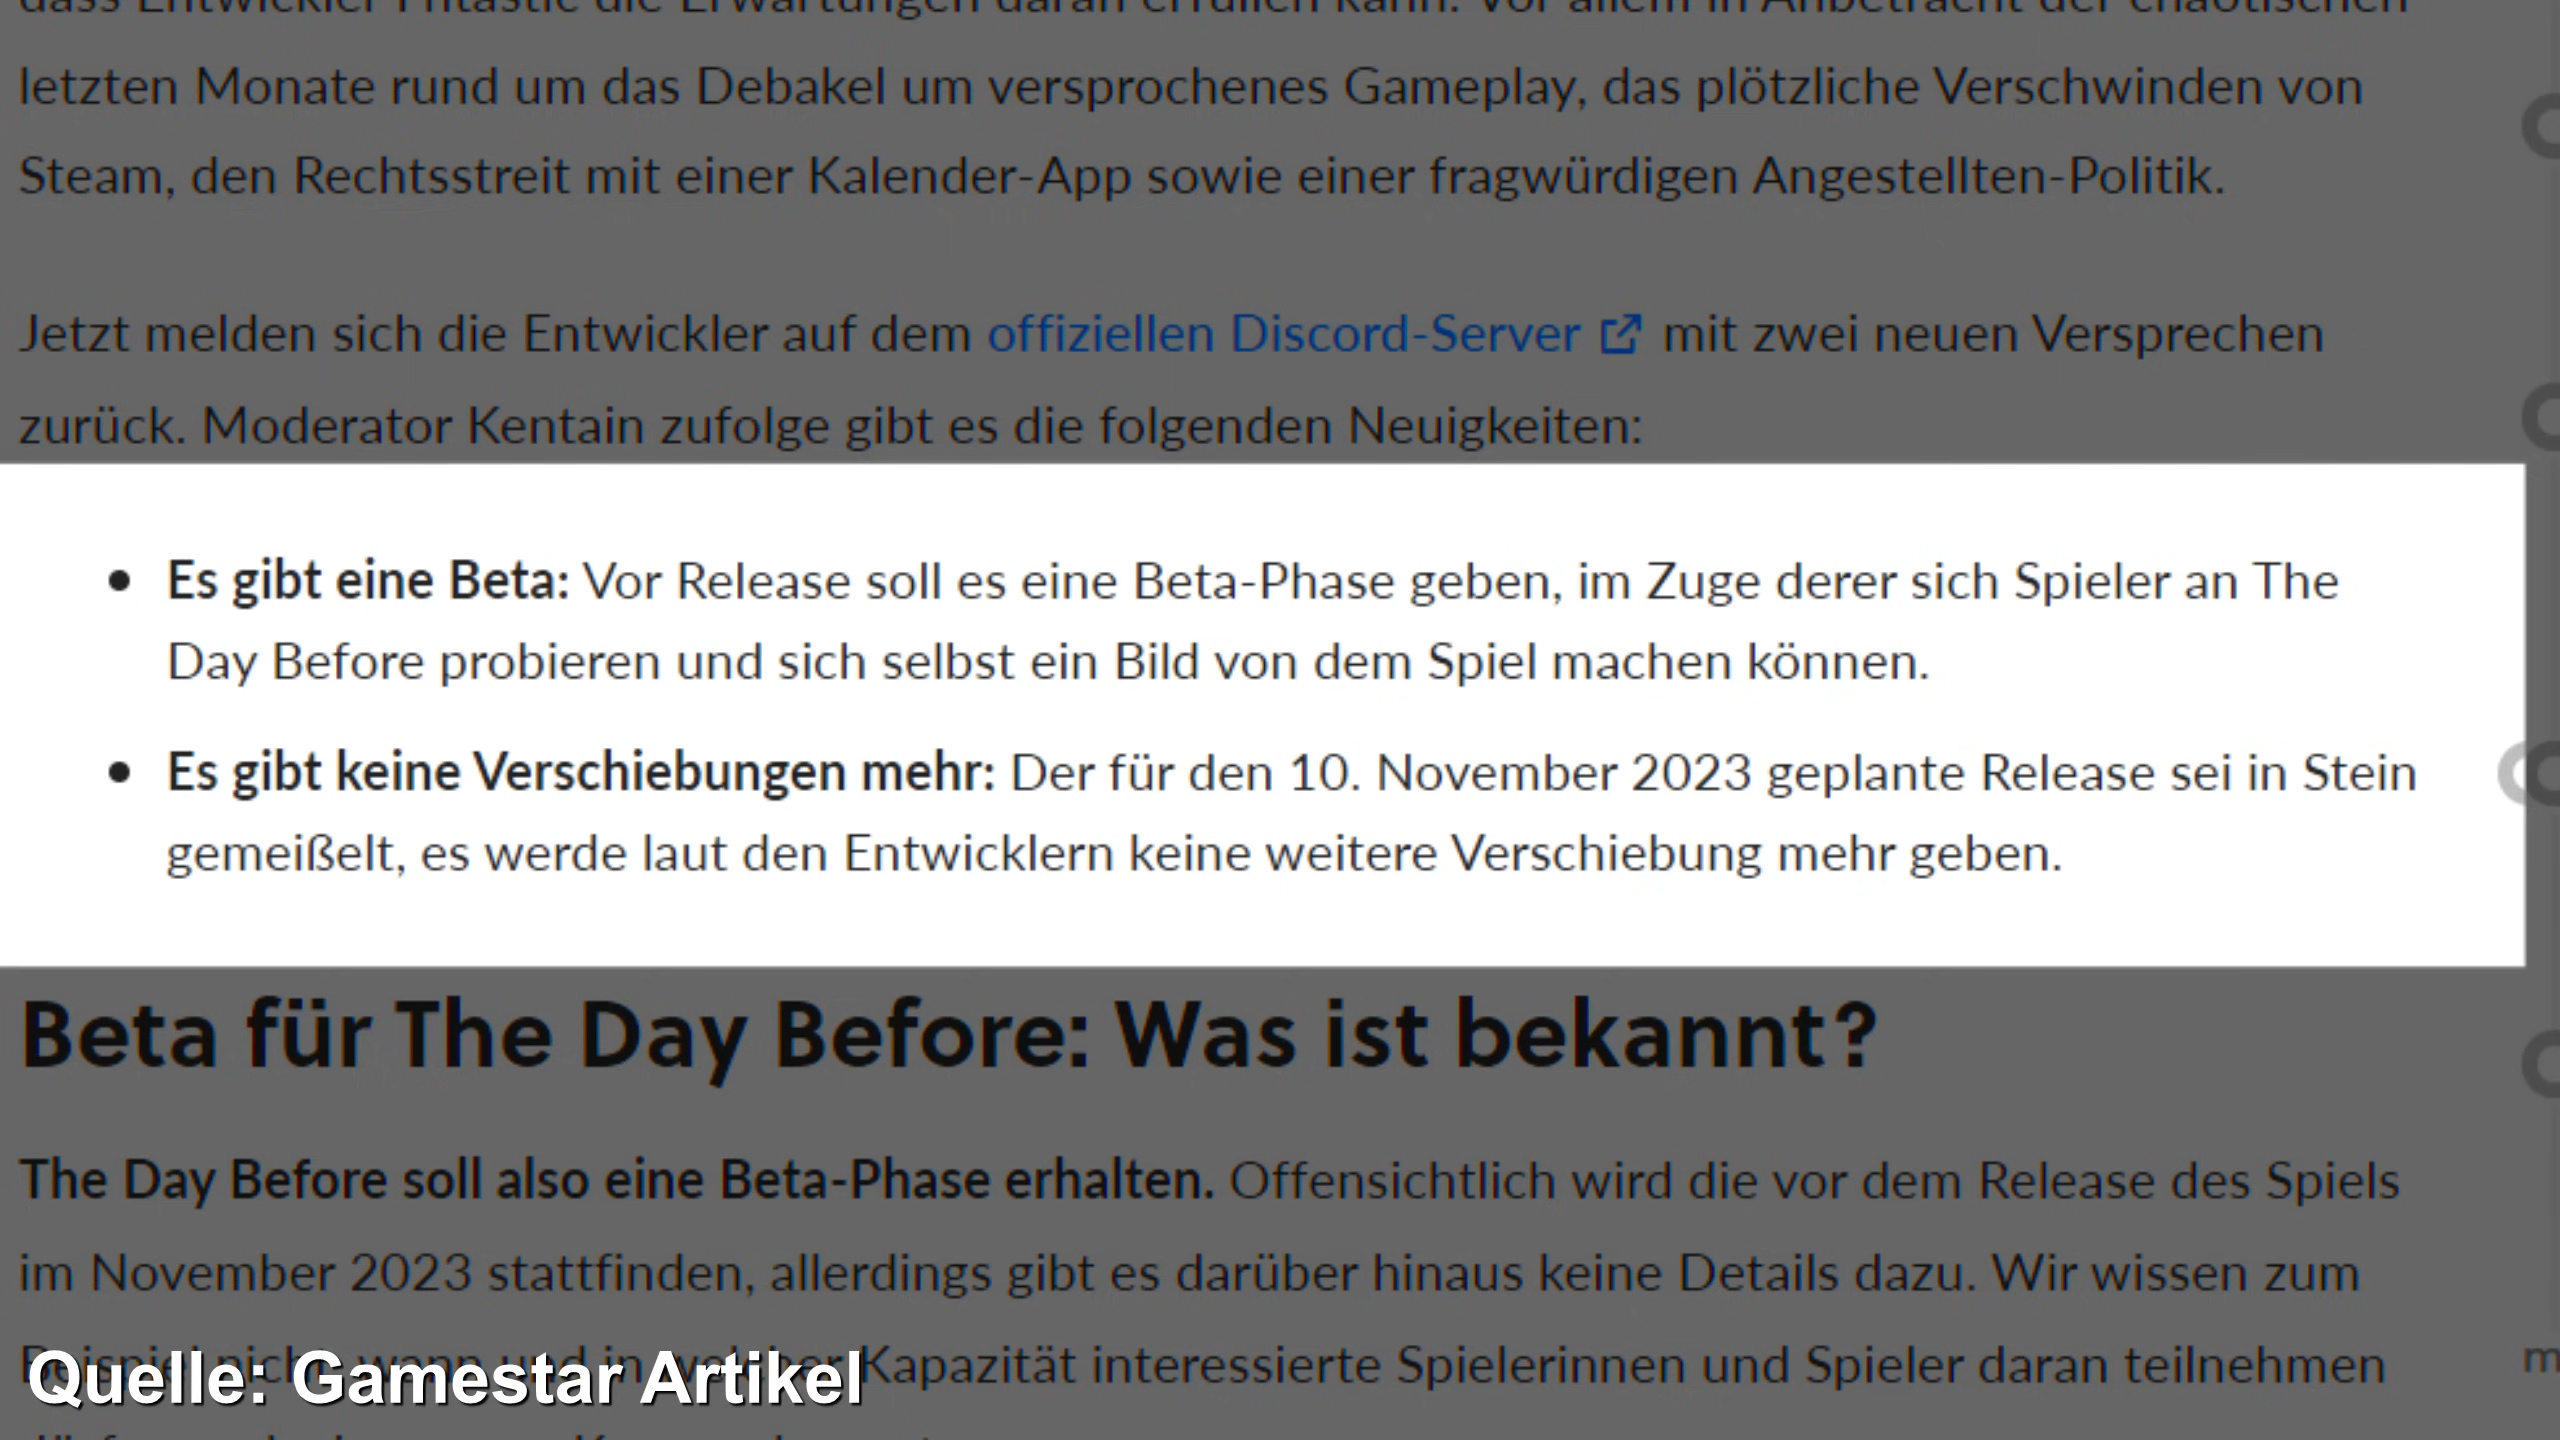 dass Entwickler Fntastic die Erwartungen daran erfüllen kann. Vor allem in Anbetracht der chaotischen
letzten Monate rund um das Debakel um versprochenes Gameplay, das plötzliche Verschwinden von
Steam, den Rechtsstreit mit einer Kalender-App sowie einer fragwürdigen Angestellten-Politik.
Jetzt melden sich die Entwickler auf dem offiziellen Discord-Server mit zwei neuen Versprechen
zurück. Moderator Kentain zufolge gibt es die folgenden Neuigkeiten:
• Es gibt eine Beta: Vor Release soll es eine Beta-Phase geben, im Zuge derer sich Spieler an The
Day Before probieren und sich selbst ein Bild von dem Spiel machen können.
• Es gibt keine Verschiebungen mehr: Der für den 10. November 2023 geplante Release sei in Stein
gemeißelt, es werde laut den Entwicklern keine weitere Verschiebung mehr geben.
Beta für The Day Before: Was ist bekannt?
The Day Before soll also eine Beta-Phase erhalten. Offensichtlich wird die vor dem Release des Spiels
im November 2023 stattfinden, allerdings gibt es darüber hinaus keine Details dazu. Wir wissen zum
Beispiel nicht, wann und in welcher Kapazität interessierte Spielerinnen und Spieler daran teilnehmen
Quelle: Gamestar Artikel